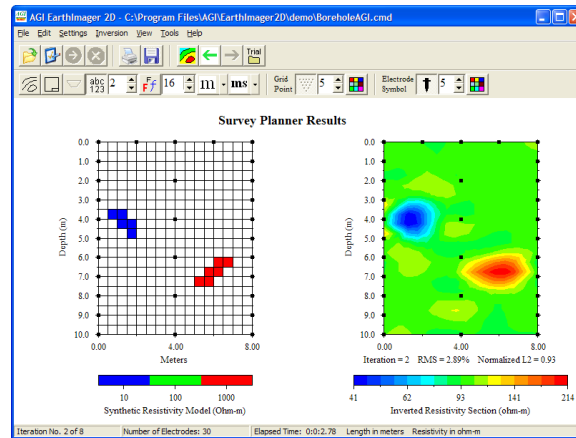 AGI EarthImager 2D - C:\Program Files\AGI\EarthImager2D\demo\BoreholeAGI.cmd
File Edit Settings Inversion View Tools Help
Trial
abc 123 2 F f 16 m ms Grid Point 5 Electrode Symbol 5
Survey Planner Results
0.0 0.0
1.0 1.0
2.0 2.0
3.0 3.0
4.0 4.0
5.0 5.0
6.0 6.0
7.0 7.0
8.0 8.0
9.0 9.0
10.0 10.0
Depth (m) Depth (m)
0.00 4.00 8.00 0.00 4.00 8.00
Meters Iteration = 2 RMS = 2.89% Normalized L2 = 0.93
10 100 1000 41 62 94 141 214
Synthetic Resistivity Model (Ohm-m) Inverted Resistivity Section (ohm-m)
Iteration No. 2 of 8 Number of Electrodes: 30 Elapsed Time: 0:0:2.78 Length in meters Resistivity in ohm-m